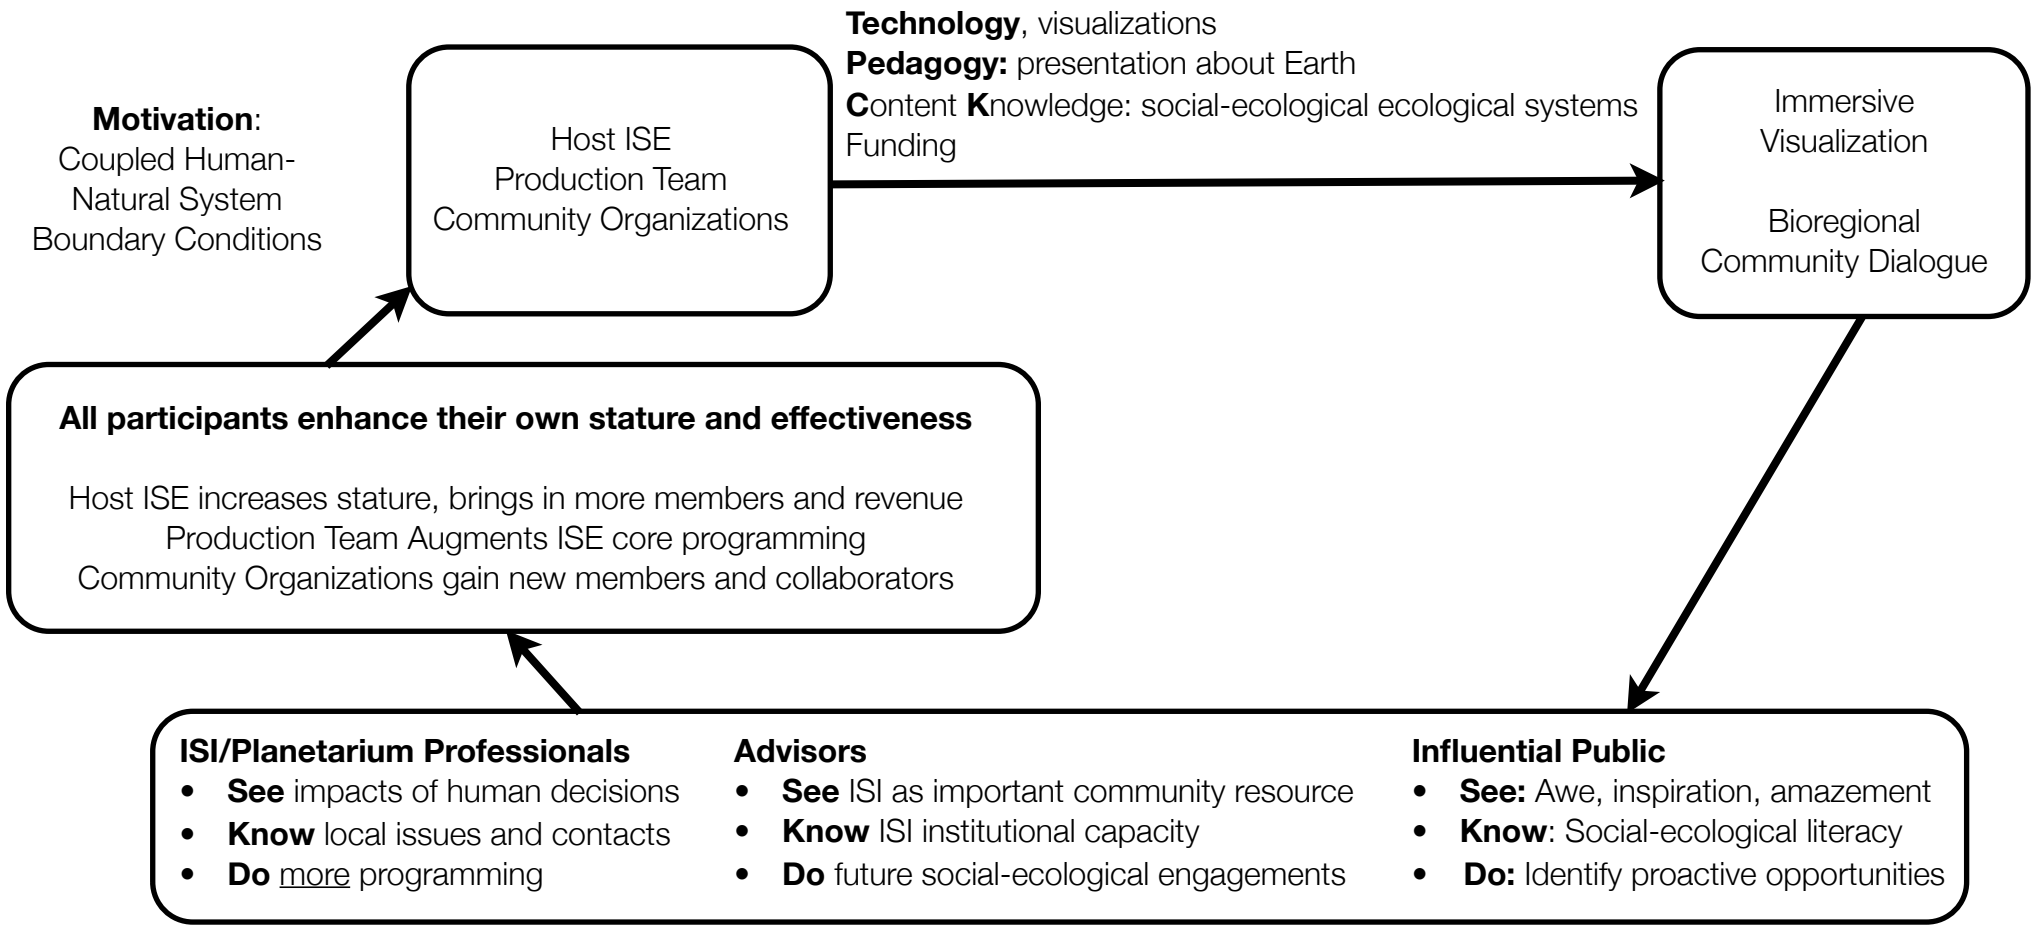 Technology, visualizations
Pedagogy: presentation about Earth
Content Knowledge: social-ecological ecological systems
Funding
Motivation:
Coupled Human-
Natural System
Boundary Conditions
Host ISE
Production Team
Community Organizations
Immersive
Visualization
Bioregional
Community Dialogue
All participants enhance their own stature and effectiveness
Host ISE increases stature, brings in more members and revenue
Production Team Augments ISE core programming
Community Organizations gain new members and collaborators
ISI/Planetarium Professionals
• See impacts of human decisions
• Know local issues and contacts
• Do more programming
Advisors
• See ISI as important community resource
• Know ISI institutional capacity
• Do future social-ecological engagements
Influential Public
• See: Awe, inspiration, amazement
• Know: Social-ecological literacy
• Do: Identify proactive opportunities